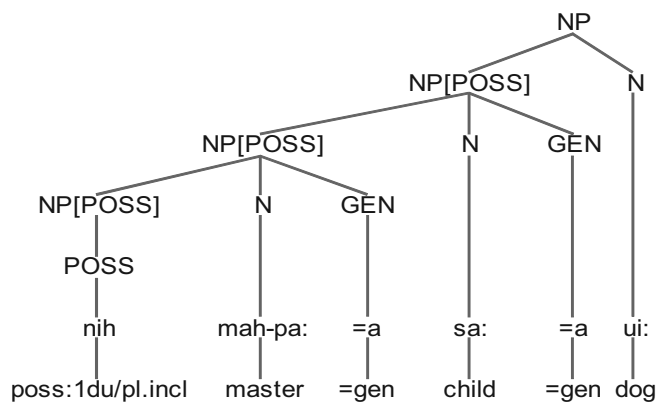 NP
NP[POSS] N
NP[POSS] N GEN
NP[POSS] N GEN
POSS
nih mah-pa: =a sa: =a ui:
poss:1du/pl.incl master =gen child =gen dog